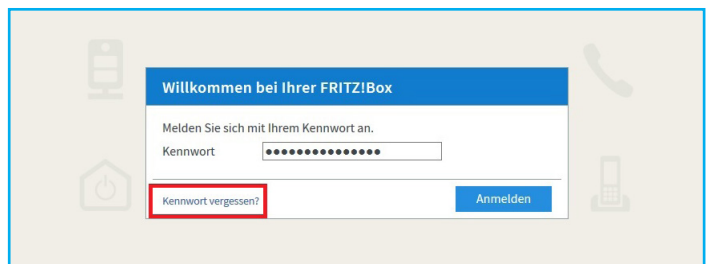 Willkommen bei Ihrer FRITZ!Box
Melden Sie sich mit Ihrem Kennwort an.
Kennwort ●●●●●●●●●●●●●●●
Kennwort vergessen? Anmelden